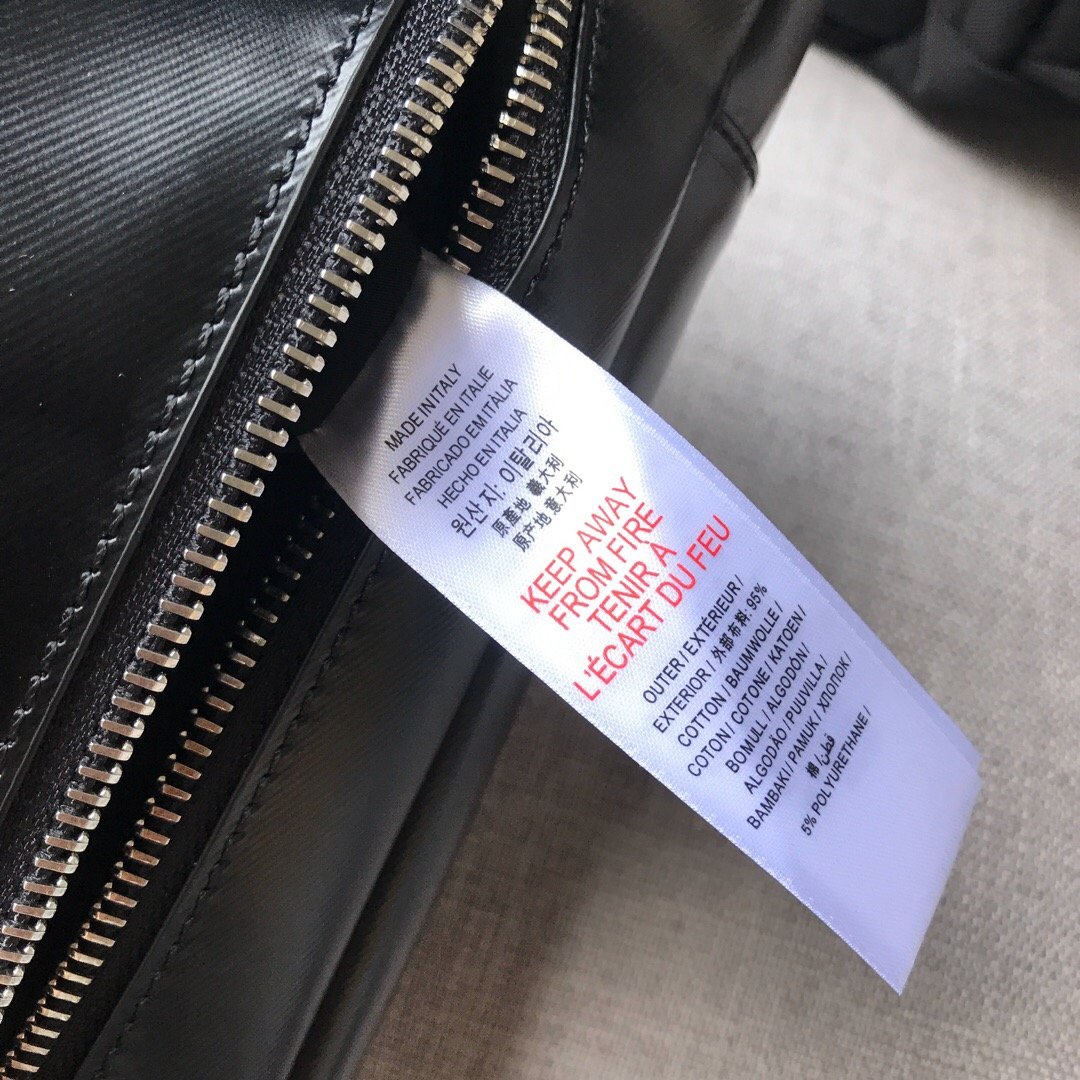 MADE IN ITALY
FABRIQUÉ EN ITALIE
FABRICADO EM ITÁLIA
HECHO EN ITALIA
원산지: 이탈리아
原產地 義大利
原产地 意大利
KEEP AWAY
FROM FIRE
TENIR À
L'ÉCART DU FEU
OUTER / EXTÉRIEUR /
EXTERIOR / 外部布料: 95%
COTTON / BAUMWOLLE /
COTON / COTONE / KATOEN /
BOMULL / ALGODÓN /
ALGODÃO / PUUVILLA /
BAMBAKI / PAMUK / ХЛОПОК /
棉 / قطن /
5% POLYURETHANE /